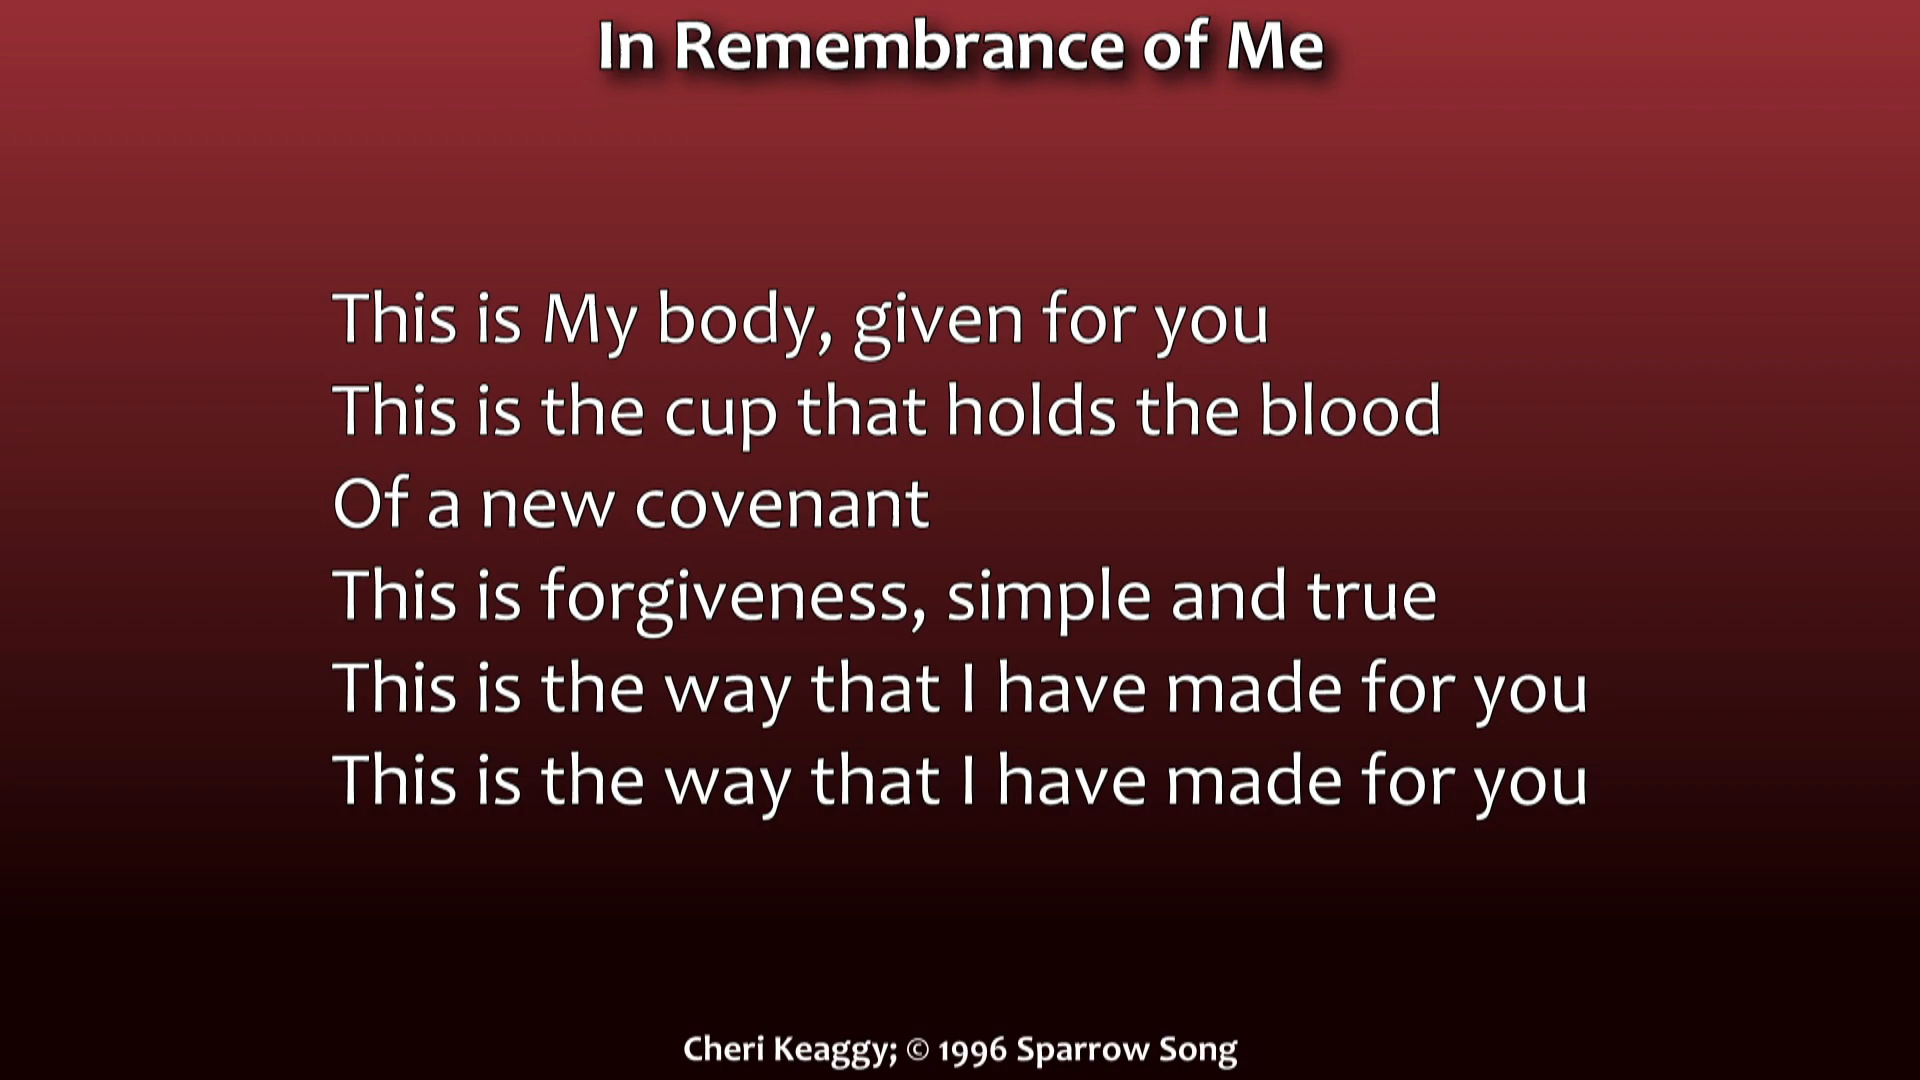 In Remembrance of Me
This is My body, given for you
This is the cup that holds the blood
Of a new covenant
This is forgiveness, simple and true
This is the way that I have made for you
This is the way that I have made for you
Cheri Keaggy; © 1996 Sparrow Song